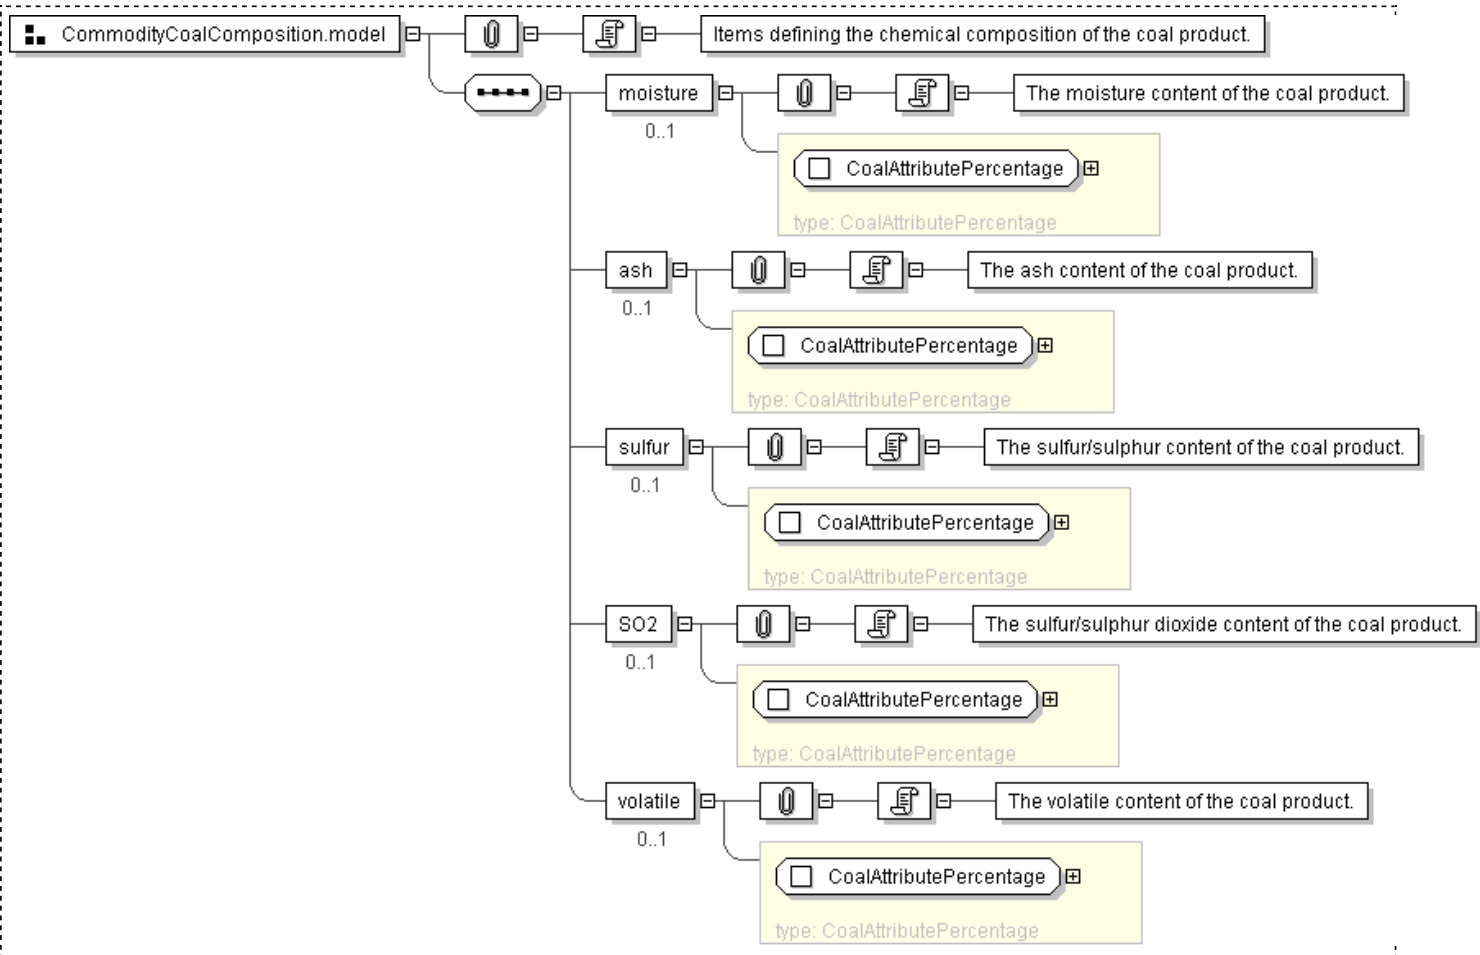 CommodityCoalComposition.model
Items defining the chemical composition of the coal product.
moisture
The moisture content of the coal product.
0..1
CoalAttributePercentage
type: CoalAttributePercentage
ash
The ash content of the coal product.
0..1
CoalAttributePercentage
type: CoalAttributePercentage
sulfur
The sulfur/sulphur content of the coal product.
0..1
CoalAttributePercentage
type: CoalAttributePercentage
SO2
The sulfur/sulphur dioxide content of the coal product.
0..1
CoalAttributePercentage
type: CoalAttributePercentage
volatile
The volatile content of the coal product.
0..1
CoalAttributePercentage
type: CoalAttributePercentage